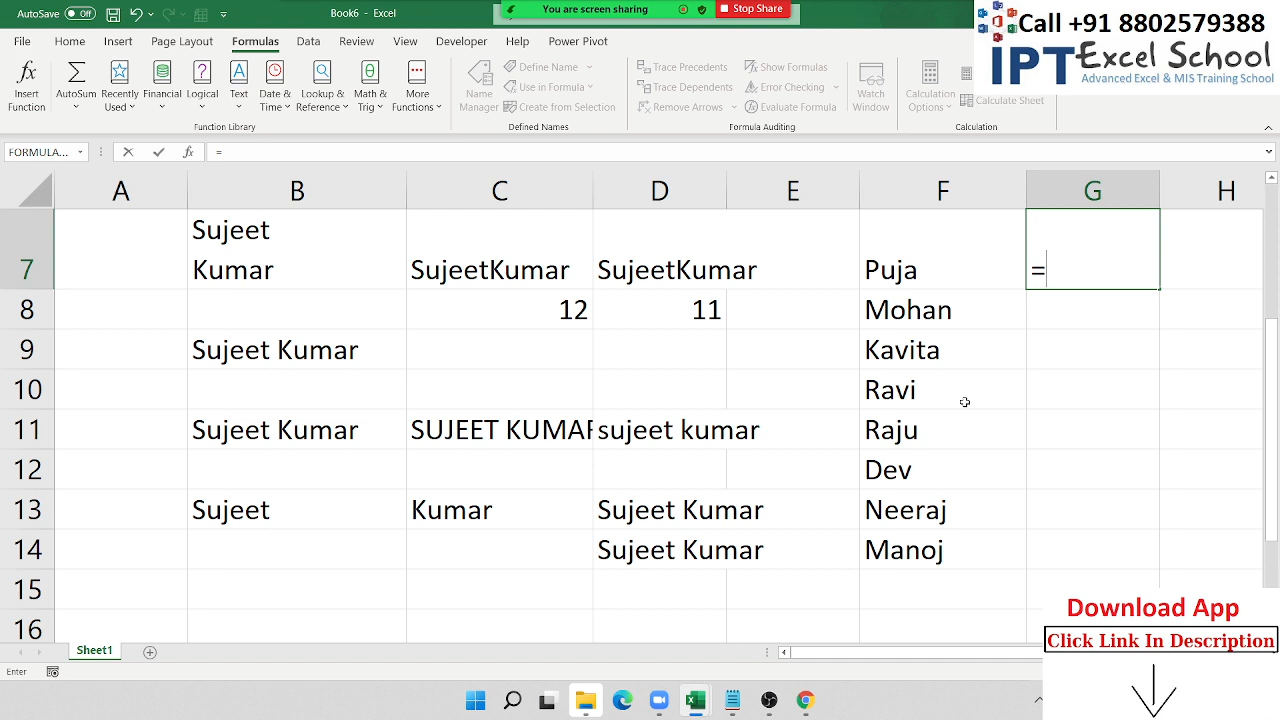 AutoSave Off Book6 - Excel You are screen sharing Stop Share
Call +91 8802579388
IPT Excel School
Advanced Excel & MIS Training School
File Home Insert Page Layout Formulas Data Review View Developer Help Power Pivot
Insert Function
AutoSum
Recently Used
Financial
Logical
Text
Date & Time
Lookup & Reference
Math & Trig
More Functions
Function Library
Name Manager
Define Name
Use in Formula
Create from Selection
Defined Names
Trace Precedents
Trace Dependents
Remove Arrows
Show Formulas
Error Checking
Evaluate Formula
Formula Auditing
Watch Window
Calculation Options
Calculate Sheet
Calculation
FORMULA... fx =
A B C D E F G H
Sujeet
7 Kumar SujeetKumar SujeetKumar Puja =
8 12 11 Mohan
9 Sujeet Kumar Kavita
10 Ravi
11 Sujeet Kumar SUJEET KUMAR sujeet kumar Raju
12 Dev
13 Sujeet Kumar Sujeet Kumar Neeraj
14 Sujeet Kumar Manoj
15
16
Sheet1
Enter
Download App
Click Link In Description